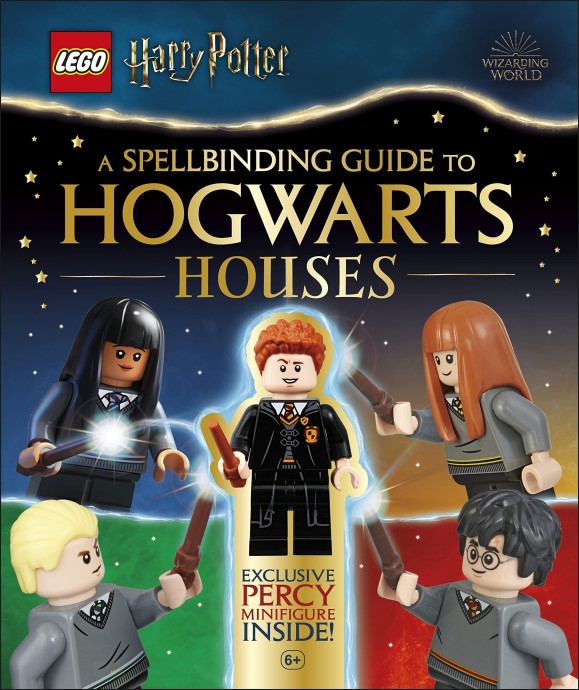 LEGO Harry Potter
WIZARDING
WORLD
A SPELLBINDING GUIDE TO
HOGWARTS
HOUSES
EXCLUSIVE
PERCY
MINIFIGURE
INSIDE!
6+